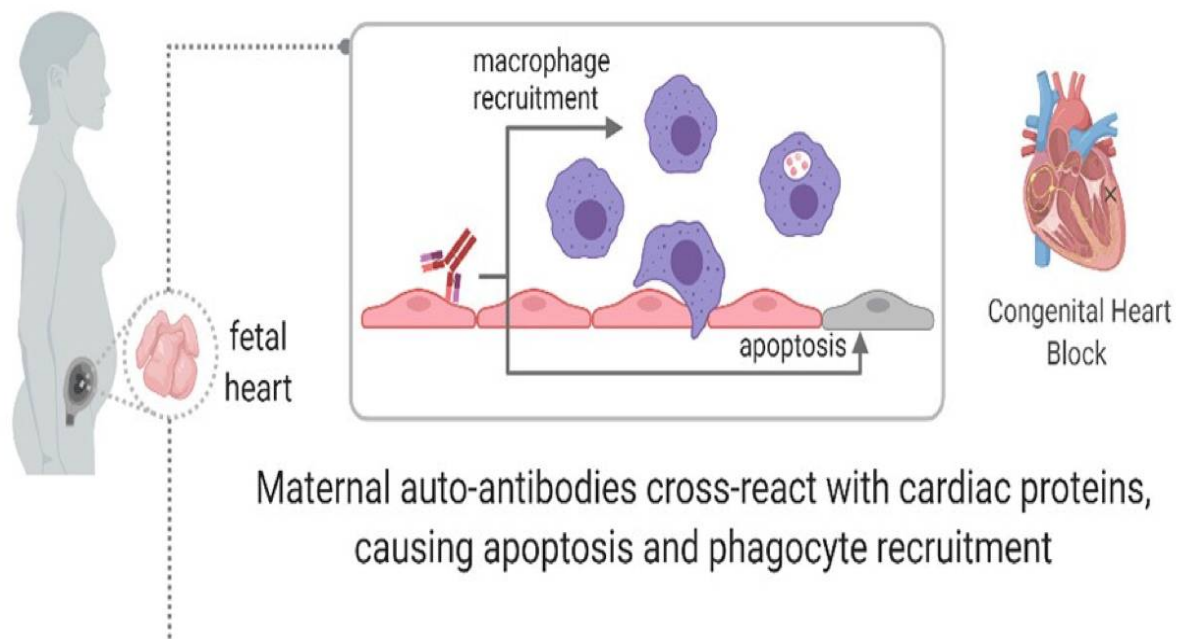 macrophage
recruitment
fetal
heart
apoptosis
Congenital Heart
Block
Maternal auto-antibodies cross-react with cardiac proteins,
causing apoptosis and phagocyte recruitment